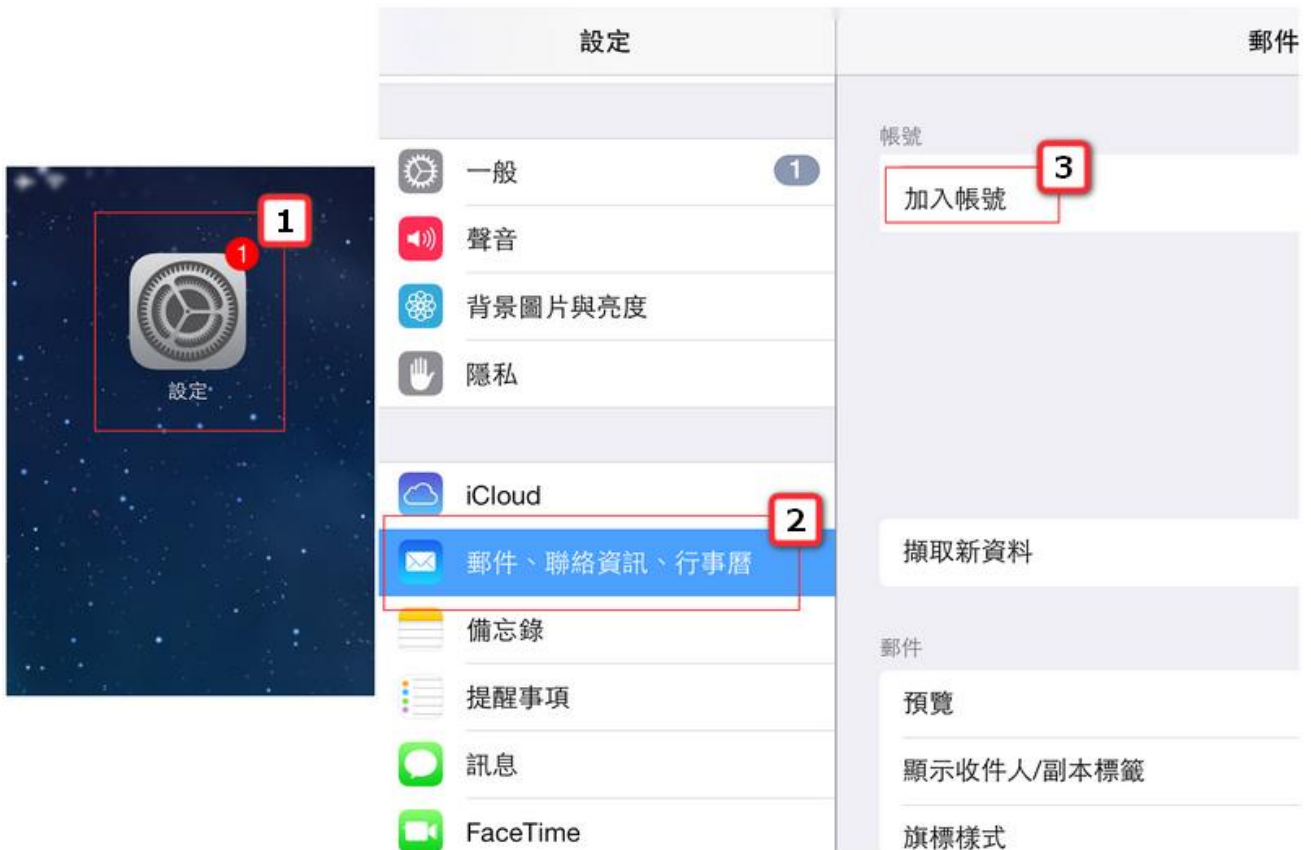 1
1
設定
設定
一般
1
聲音
背景圖片與亮度
隱私
iCloud
2
郵件、聯絡資訊、行事曆
備忘錄
提醒事項
訊息
FaceTime
郵件
帳號
3
加入帳號
擷取新資料
郵件
預覽
顯示收件人/副本標籤
旗標樣式